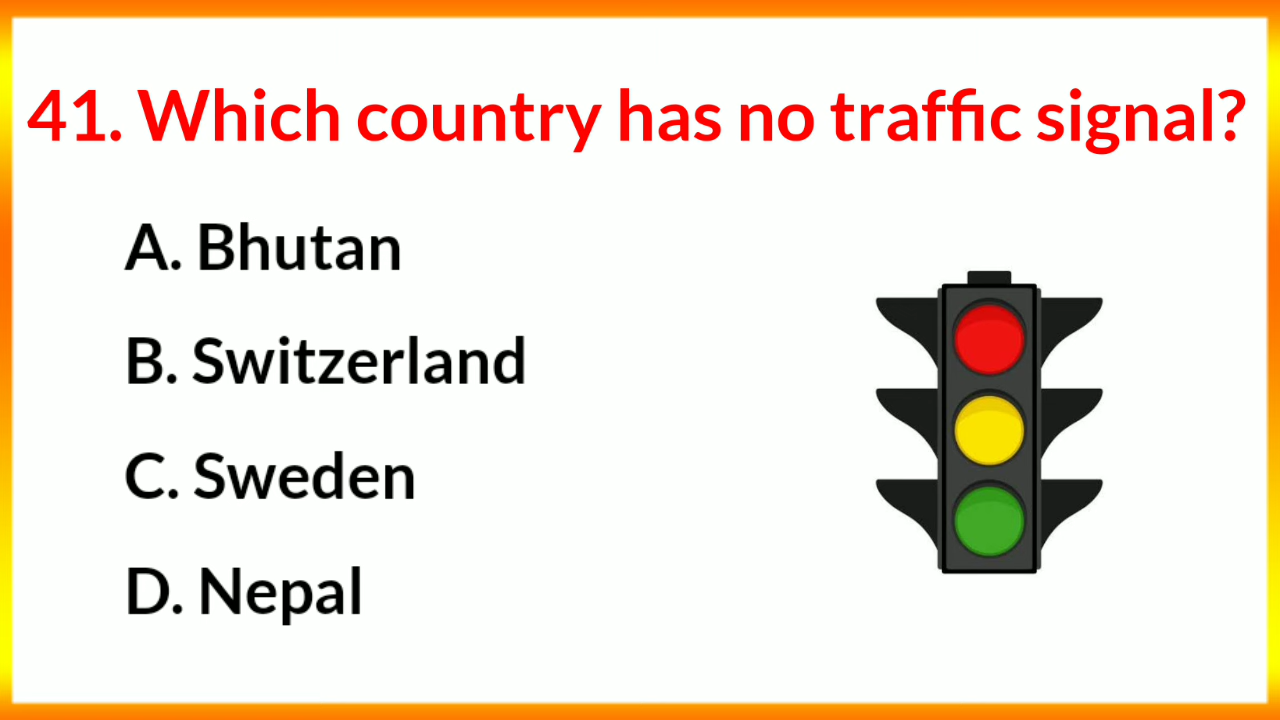 41. Which country has no traffic signal?
A. Bhutan
B. Switzerland
C. Sweden
D. Nepal